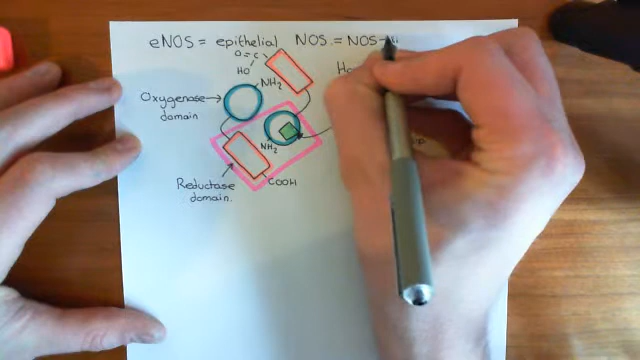 eNOS = epithelial NOS = NOS-
O=C
HO
NH2
Oxygenase
domain
NH2
COOH
Reductase
domain.